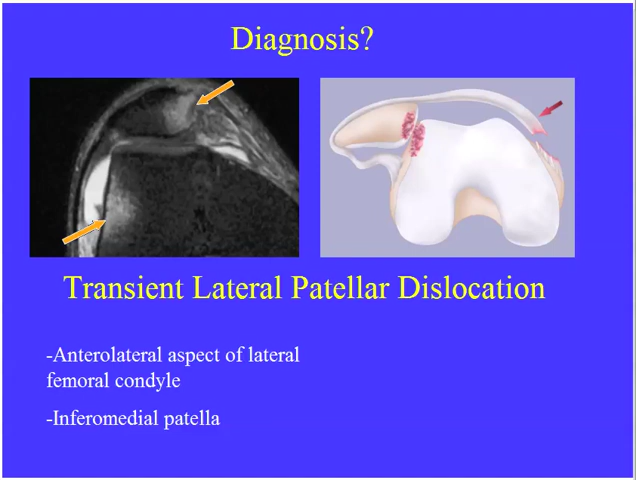 Diagnosis?
Transient Lateral Patellar Dislocation
-Anterolateral aspect of lateral
femoral condyle
-Inferomedial patella